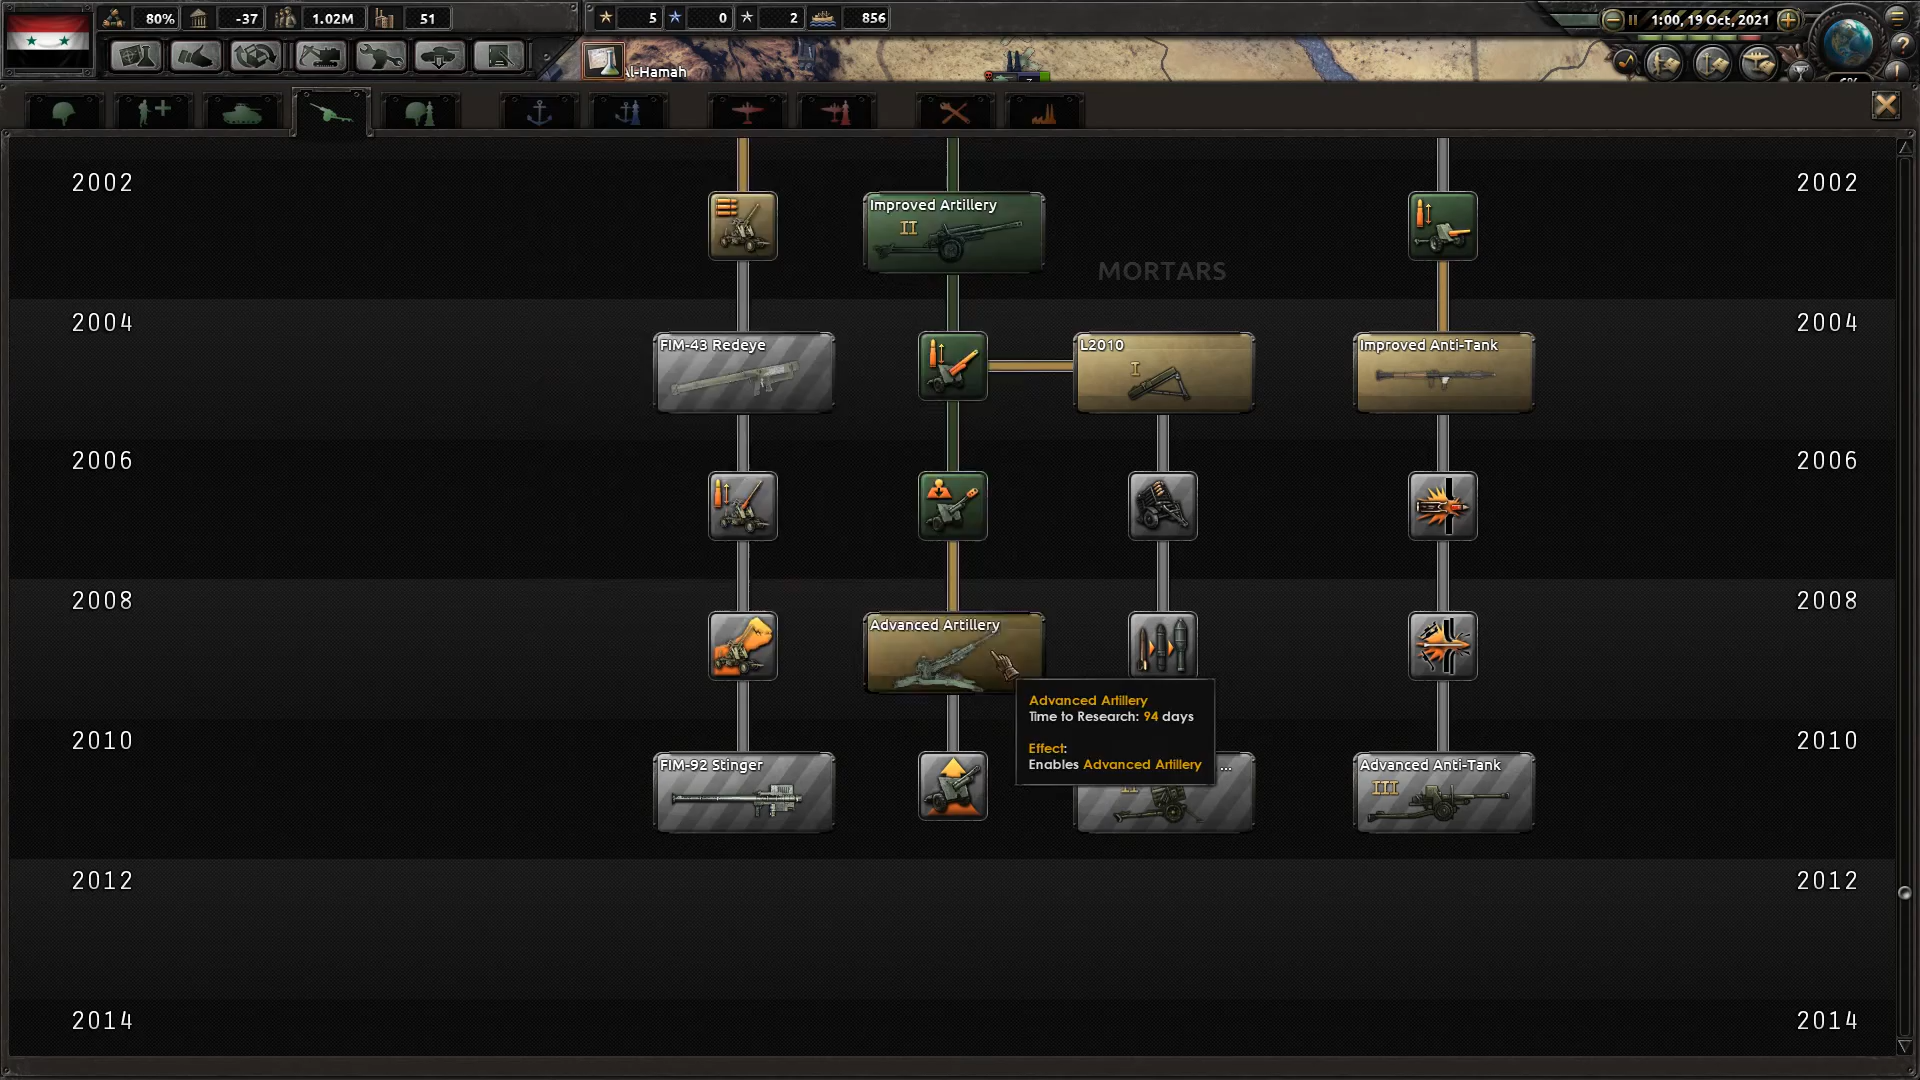 80%
-37
1.02M
51
5
0
2
856
1:00, 19 Oct, 2021
Al-Hamah
2002
Improved Artillery
II
2002
MORTARS
2004
FIM-43 Redeye
L2010
I
Improved Anti-Tank
2004
2006
2006
2008
Advanced Artillery
2008
Advanced Artillery
Time to Research: 94 days
Effect:
Enables Advanced Artillery
2010
FIM-92 Stinger
...
II
Advanced Anti-Tank
III
2010
2012
2012
2014
2014